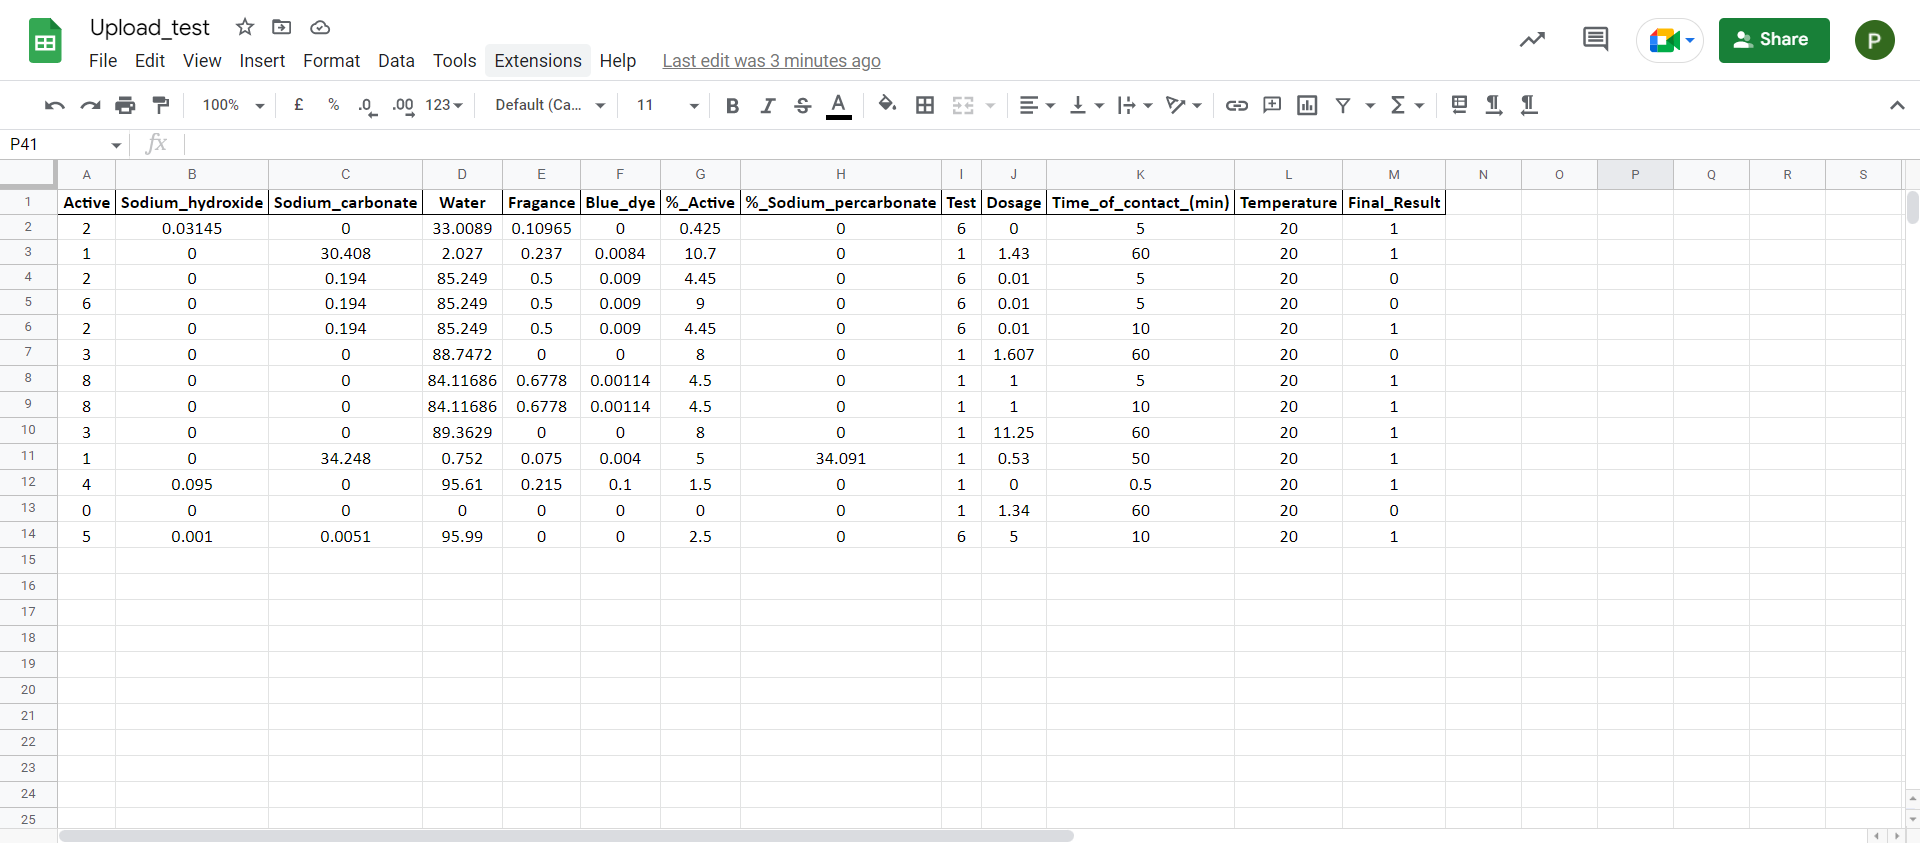 Upload_test
File Edit View Insert Format Data Tools Extensions Help Last edit was 3 minutes ago
Share
P
100% £ % .0 .00 123 Default (Ca... 11 B I S A
P41 fx
A B C D E F G H I J K L M N O P Q R S
1 Active Sodium_hydroxide Sodium_carbonate Water Fragance Blue_dye %_Active %_Sodium_percarbonate Test Dosage Time_of_contact_(min) Temperature Final_Result
2 2 0.03145 0 33.0089 0.10965 0 0.425 0 6 0 5 20 1
3 1 0 30.408 2.027 0.237 0.0084 10.7 0 1 1.43 60 20 1
4 2 0 0.194 85.249 0.5 0.009 4.45 0 6 0.01 5 20 0
5 6 0 0.194 85.249 0.5 0.009 9 0 6 0.01 5 20 0
6 2 0 0.194 85.249 0.5 0.009 4.45 0 6 0.01 10 20 1
7 3 0 0 88.7472 0 0 8 0 1 1.607 60 20 0
8 8 0 0 84.11686 0.6778 0.00114 4.5 0 1 1 5 20 1
9 8 0 0 84.11686 0.6778 0.00114 4.5 0 1 1 10 20 1
10 3 0 0 89.3629 0 0 8 0 1 11.25 60 20 1
11 1 0 34.248 0.752 0.075 0.004 5 34.091 1 0.53 50 20 1
12 4 0.095 0 95.61 0.215 0.1 1.5 0 1 0 0.5 20 1
13 0 0 0 0 0 0 0 0 1 1.34 60 20 0
14 5 0.001 0.0051 95.99 0 0 2.5 0 6 5 10 20 1
15
16
17
18
19
20
21
22
23
24
25